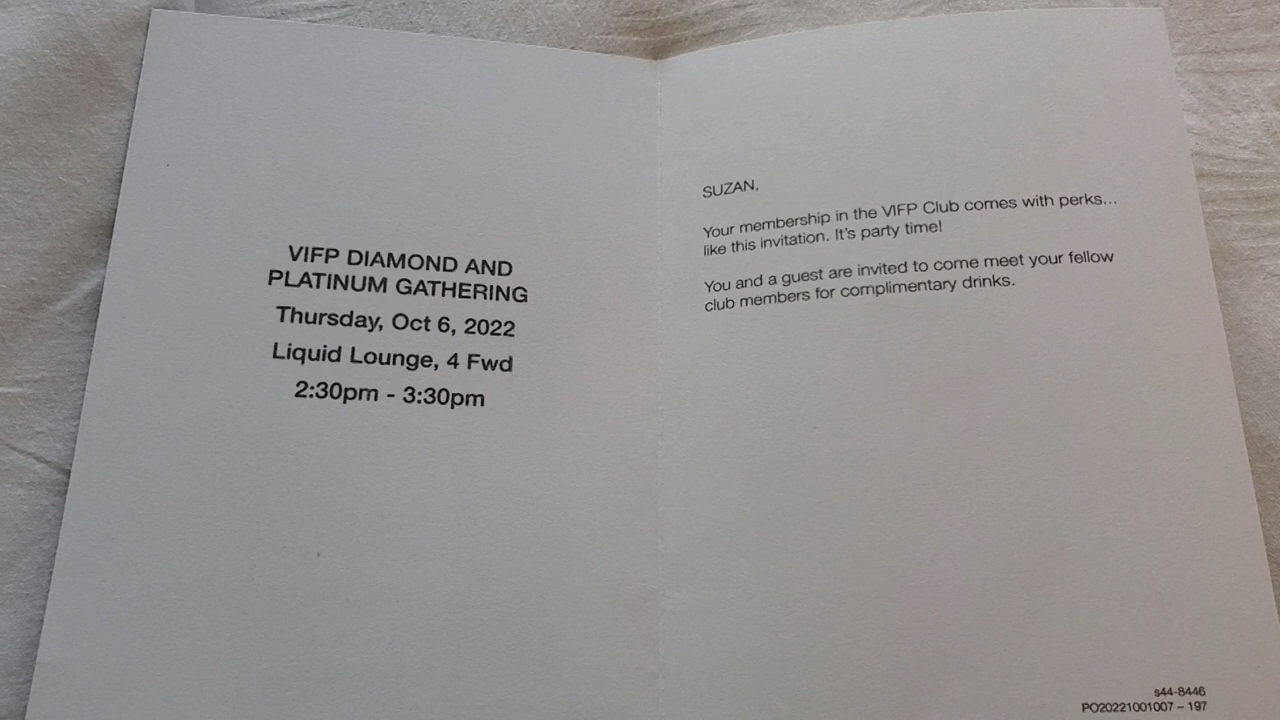 VIFP DIAMOND AND
PLATINUM GATHERING
Thursday, Oct 6, 2022
Liquid Lounge, 4 Fwd
2:30pm - 3:30pm
SUZAN,
Your membership in the VIFP Club comes with perks...
like this invitation. It's party time!
You and a guest are invited to come meet your fellow
club members for complimentary drinks.
s44-8446
PO20221001007 – 197